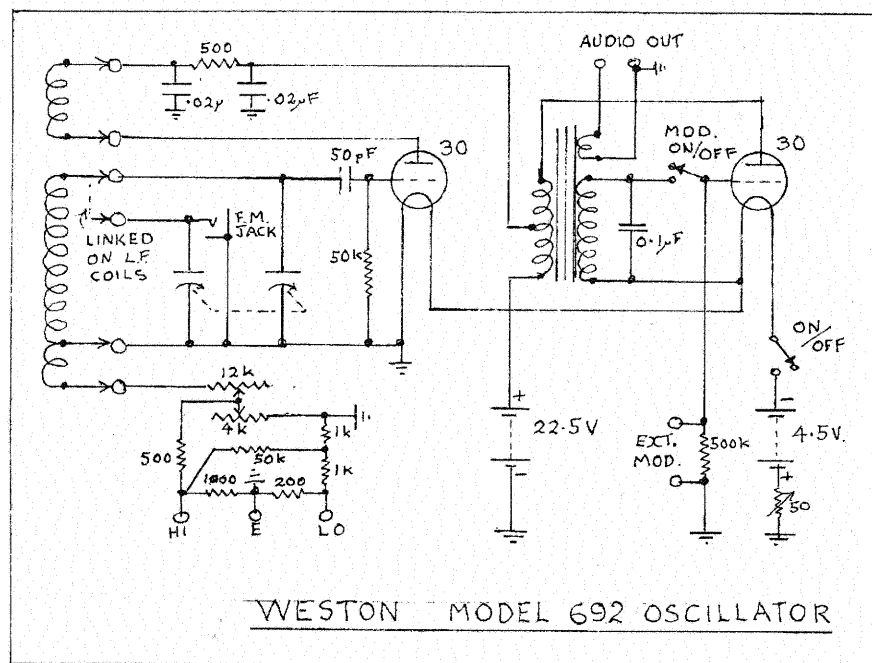 500
AUDIO OUT
.02μ
.02μF
MOD.
ON/OFF
30
30
50pF
F.M.
JACK
LINKED
ON L.F
COILS
50k
0.1μF
ON/
OFF
12k
4k
1k
500
50k
1k
1000
200
HI
E
LO
+
22.5V
-
EXT.
MOD.
500k
-
4.5V.
+
50
WESTON MODEL 692 OSCILLATOR